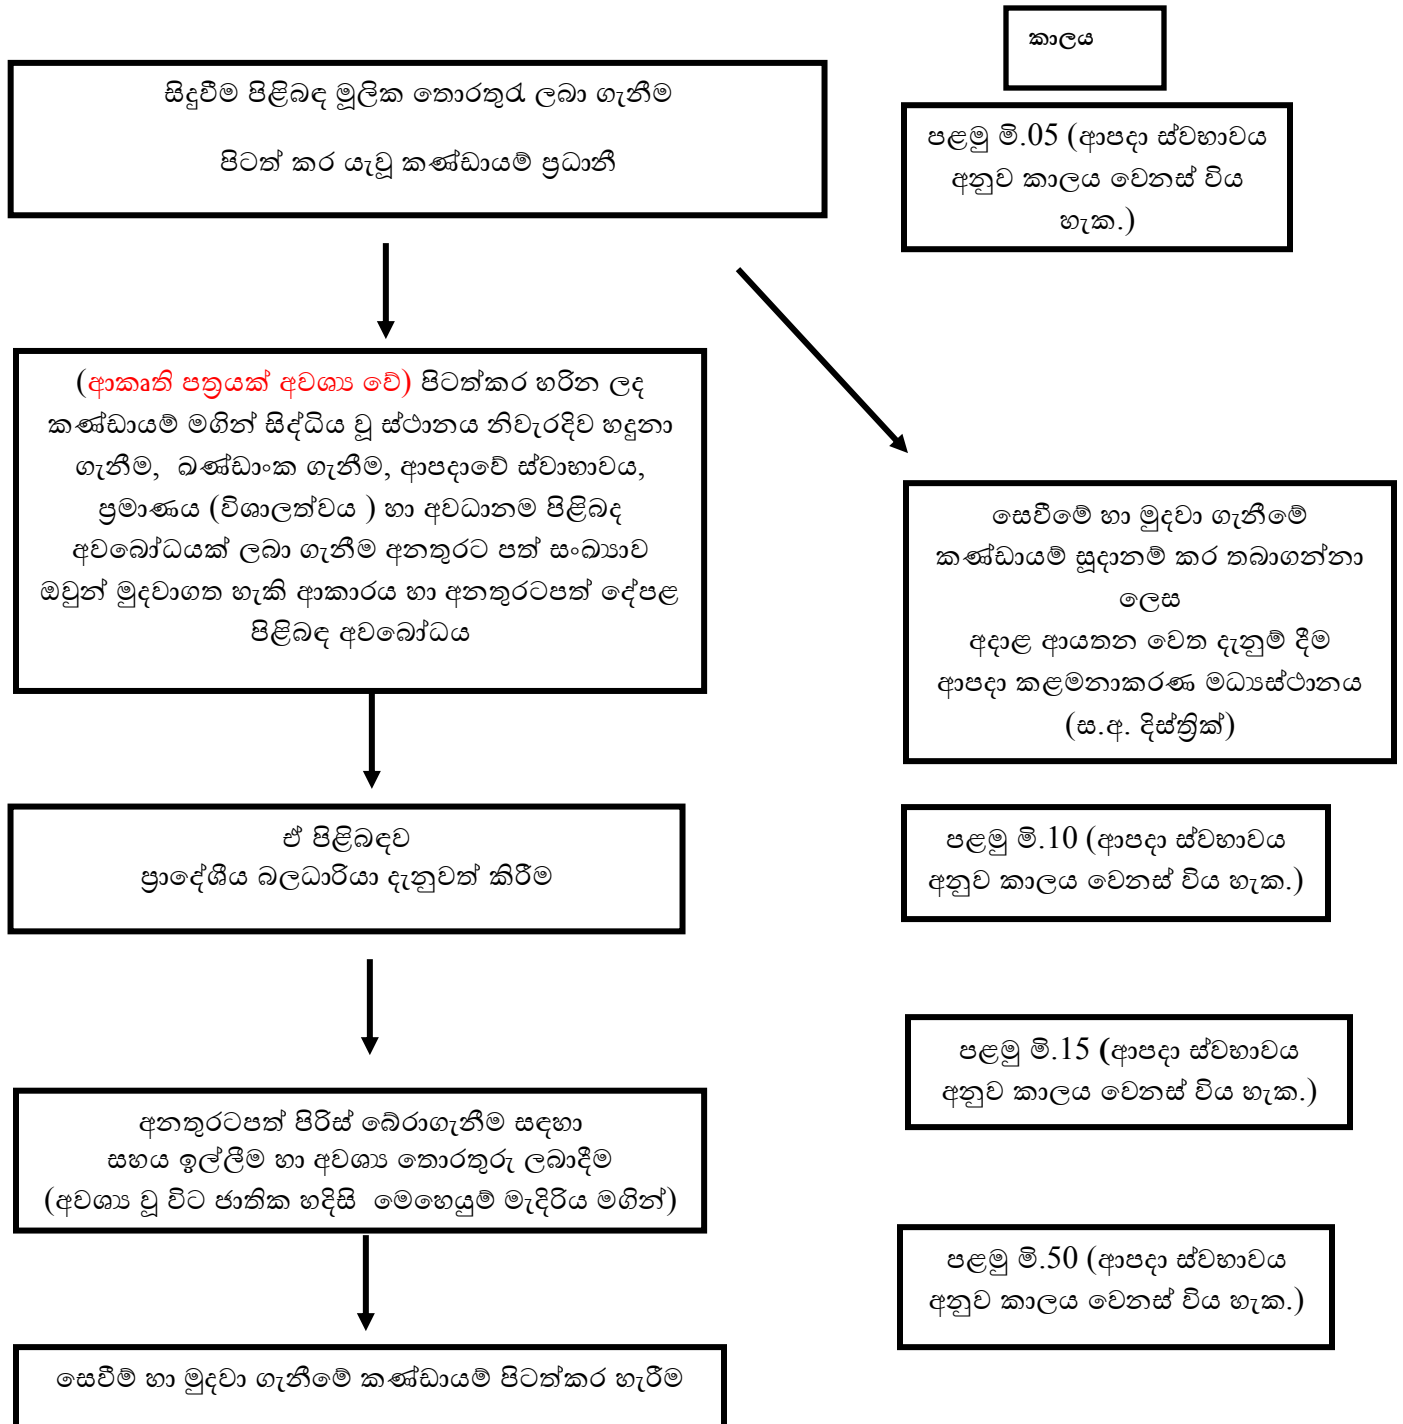 කාලය
සිදුවීම පිළිබඳ මූලික තොරතුරැ ලබා ගැනීම
පිටත් කර යැවූ කණ්ඩායම් ප්‍රධානී
පළමු මි.05 (ආපදා ස්වභාවය
අනුව කාලය වෙනස් විය
හැක.)
(ආකෘති පත්‍රයක් අවශ්‍ය වේ) පිටත්කර හරින ලද
කණ්ඩායම් මගින් සිද්ධිය වූ ස්ථානය නිවැරදිව හදුනා
ගැනීම, ඛණ්ඩාංක ගැනීම, ආපදාවේ ස්වාභාවය,
ප්‍රමාණය (විශාලත්වය ) හා අවධානම පිළිබද
අවබෝධයක් ලබා ගැනීම අනතුරට පත් සංඛ්‍යාව
ඔවුන් මුදවාගත හැකි ආකාරය හා අනතුරටපත් දේපළ
පිළිබඳ අවබෝධය
සෙවීමේ හා මුදවා ගැනීමේ
කණ්ඩායම් සූදානම් කර තබාගන්නා
ලෙස
අදාළ ආයතන වෙත දැනුම් දීම
ආපදා කළමනාකරණ මධ්‍යස්ථානය
(ස.අ. දිස්ත්‍රික්)
ඒ පිළිබඳව
ප්‍රාදේශීය බලධාරියා දැනුවත් කිරීම
පළමු මි.10 (ආපදා ස්වභාවය
අනුව කාලය වෙනස් විය හැක.)
පළමු මි.15 (ආපදා ස්වභාවය
අනුව කාලය වෙනස් විය හැක.)
අනතුරටපත් පිරිස් බේරාගැනීම සඳහා
සහය ඉල්ලීම හා අවශ්‍ය තොරතුරු ලබාදීම
(අවශ්‍ය වූ විට ජාතික හදිසි මෙහෙයුම් මැදිරිය මගින්)
පළමු මි.50 (ආපදා ස්වභාවය
අනුව කාලය වෙනස් විය හැක.)
සෙවීම් හා මුදවා ගැනීමේ කණ්ඩායම් පිටත්කර හැරීම